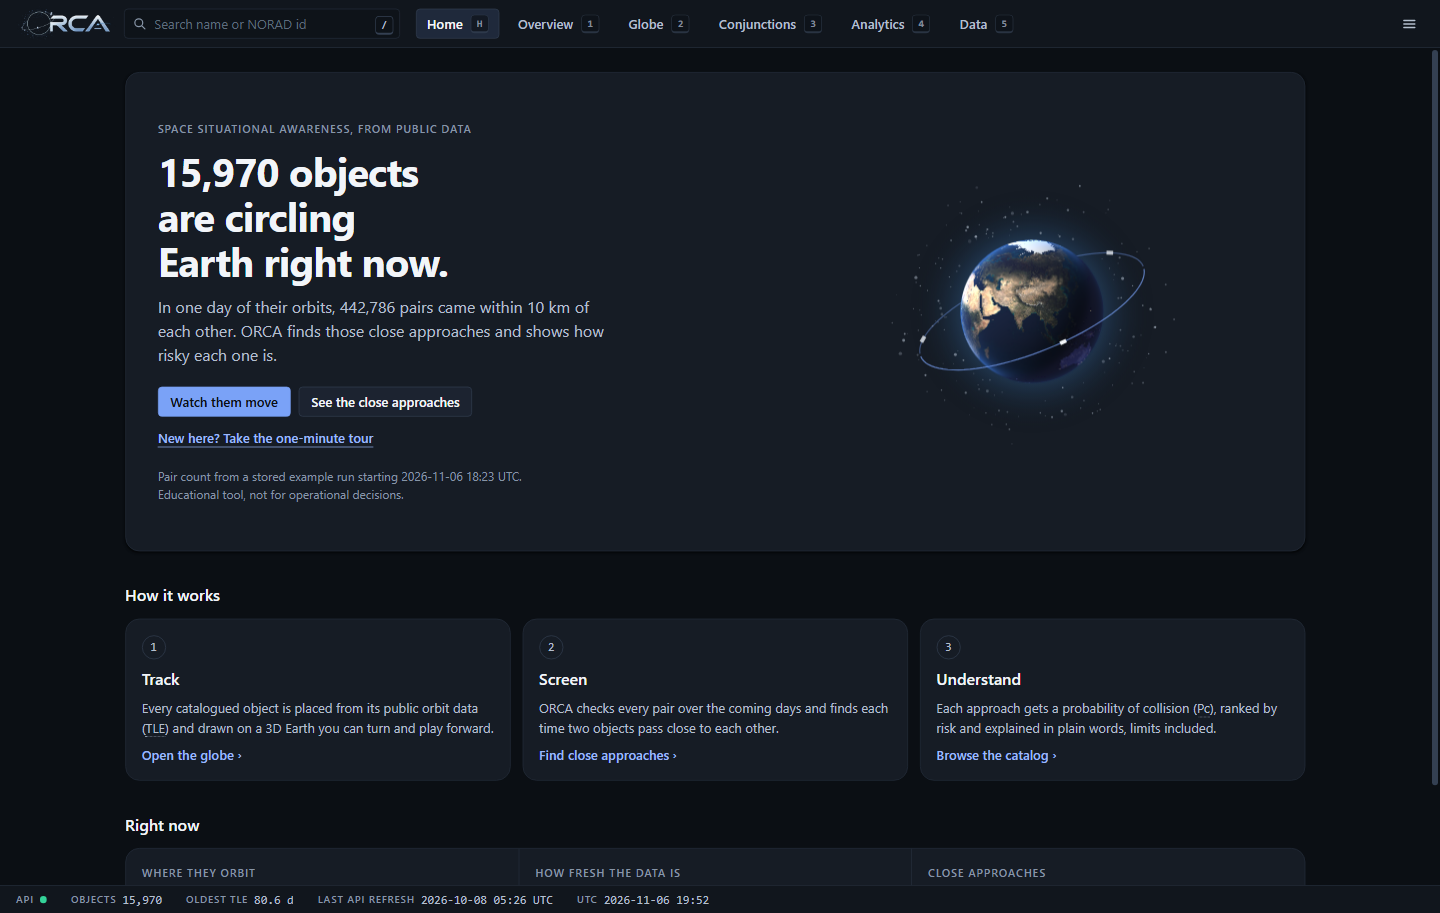 ORCA
Search name or NORAD id /
Home H
Overview 1
Globe 2
Conjunctions 3
Analytics 4
Data 5
SPACE SITUATIONAL AWARENESS, FROM PUBLIC DATA
15,970 objects
are circling
Earth right now.
In one day of their orbits, 442,786 pairs came within 10 km of
each other. ORCA finds those close approaches and shows how
risky each one is.
Watch them move
See the close approaches
New here? Take the one-minute tour
Pair count from a stored example run starting 2026-11-06 18:23 UTC.
Educational tool, not for operational decisions.
How it works
1
Track
Every catalogued object is placed from its public orbit data
(TLE) and drawn on a 3D Earth you can turn and play forward.
Open the globe ›
2
Screen
ORCA checks every pair over the coming days and finds each
time two objects pass close to each other.
Find close approaches ›
3
Understand
Each approach gets a probability of collision (Pc), ranked by
risk and explained in plain words, limits included.
Browse the catalog ›
Right now
WHERE THEY ORBIT
HOW FRESH THE DATA IS
CLOSE APPROACHES
API
OBJECTS 15,970
OLDEST TLE 80.6 d
LAST API REFRESH 2026-10-08 05:26 UTC
UTC 2026-11-06 19:52